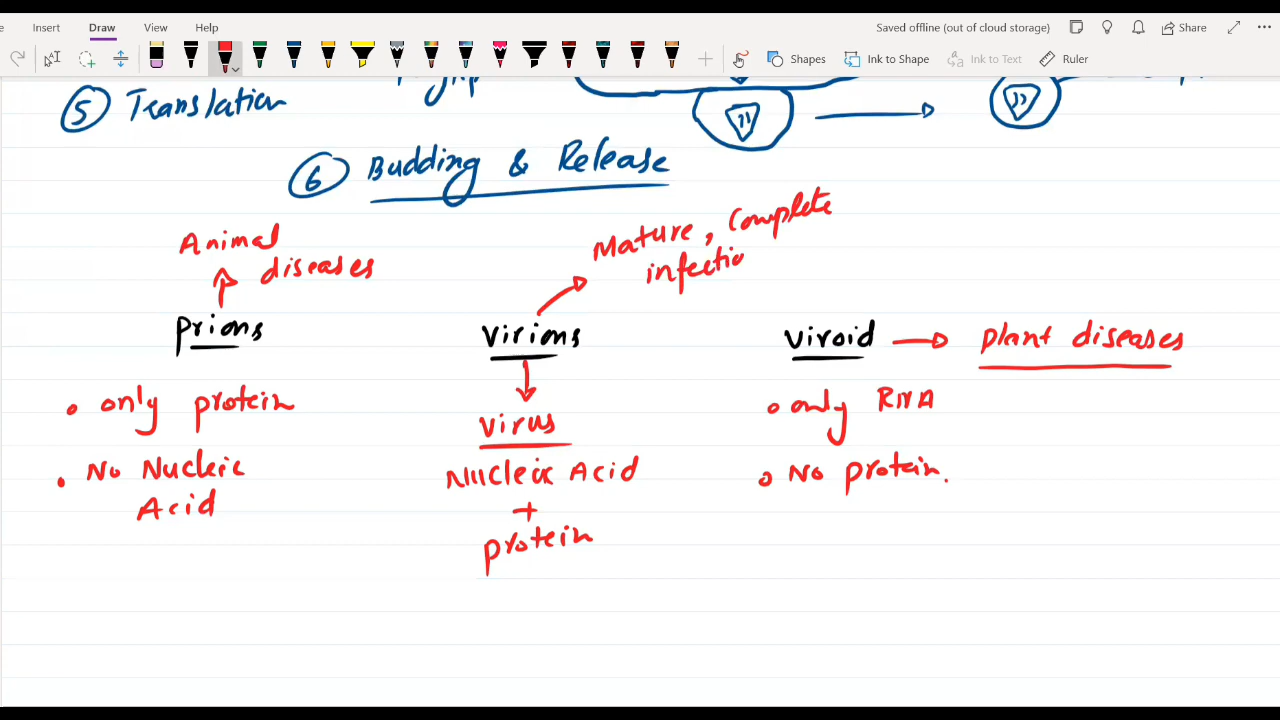 Insert Draw View Help
Saved offline (out of cloud storage) Share
Shapes Ink to Shape Ink to Text Ruler
5 Translation
6 Budding & Release
Animal diseases
Mature, Complete
infectio
Prions
Virions
Viroid → plant diseases
• only protein
• No Nucleic
Acid
Virus
Nucleic Acid
+
protein
• only RNA
• No protein.